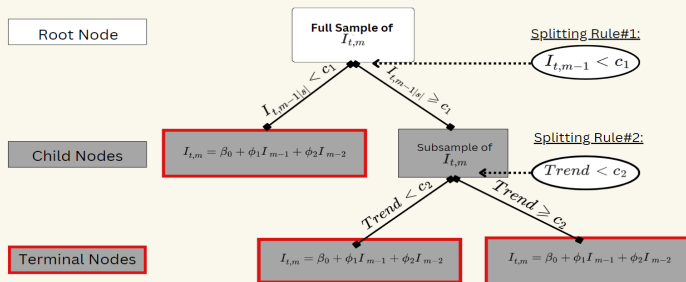 Root Node
Full Sample of
I_{t,m}
Splitting Rule#1:
I_{t,m-1} < c_1
I_{t,m-1|s|} < c_1
I_{t,m-1|s|} ⩾ c_1
Child Nodes
I_{t,m} = β_0 + ϕ_1 I_{m-1} + ϕ_2 I_{m-2}
Subsample of
I_{t,m}
Splitting Rule#2:
Trend < c_2
Trend < c_2
Trend ⩾ c_2
Terminal Nodes
I_{t,m} = β_0 + ϕ_1 I_{m-1} + ϕ_2 I_{m-2}
I_{t,m} = β_0 + ϕ_1 I_{m-1} + ϕ_2 I_{m-2}